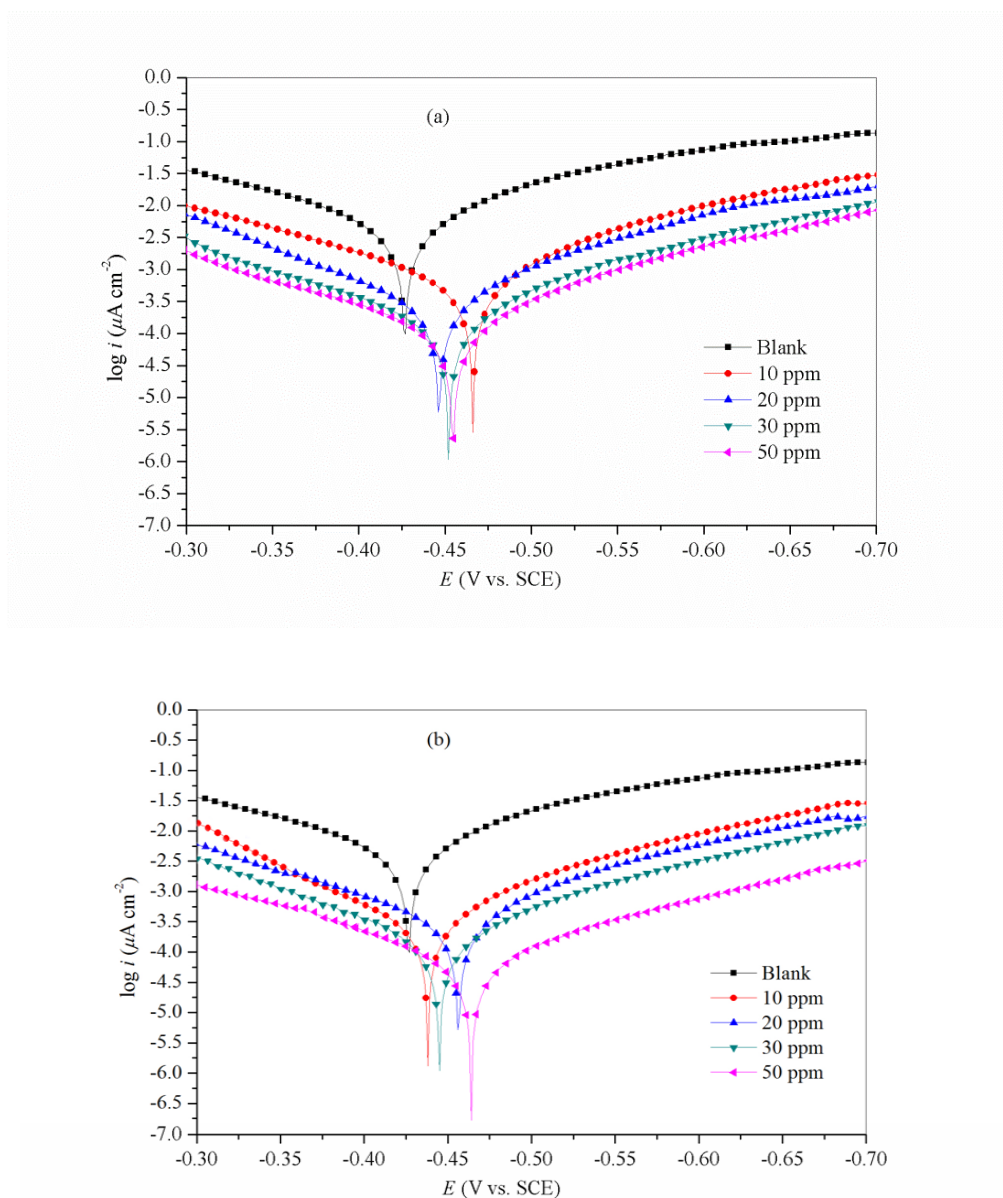 (a)
0.0
-0.5
-1.0
-1.5
-2.0
-2.5
-3.0
-3.5
-4.0
-4.5
-5.0
-5.5
-6.0
-6.5
-7.0
log i (μA cm⁻²)
Blank
10 ppm
20 ppm
30 ppm
50 ppm
-0.30 -0.35 -0.40 -0.45 -0.50 -0.55 -0.60 -0.65 -0.70
E (V vs. SCE)
(b)
0.0
-0.5
-1.0
-1.5
-2.0
-2.5
-3.0
-3.5
-4.0
-4.5
-5.0
-5.5
-6.0
-6.5
-7.0
log i (μA cm⁻²)
Blank
10 ppm
20 ppm
30 ppm
50 ppm
-0.30 -0.35 -0.40 -0.45 -0.50 -0.55 -0.60 -0.65 -0.70
E (V vs. SCE)